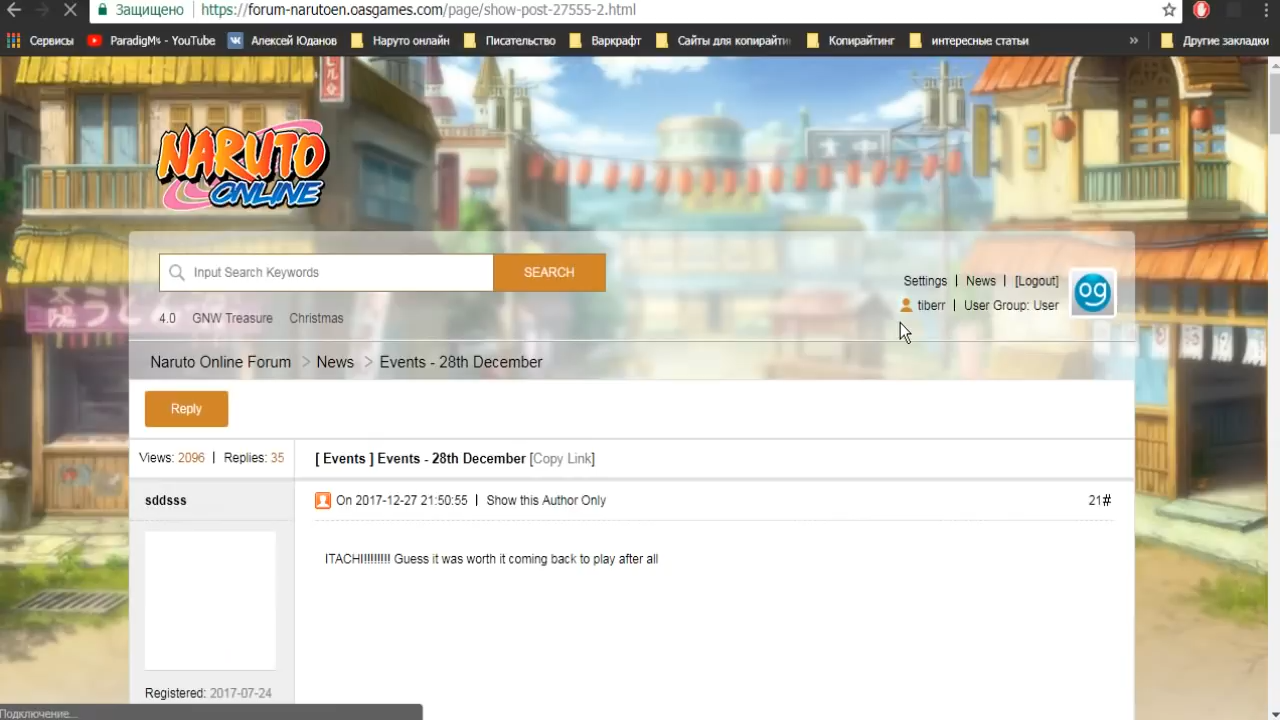 Защищено https://forum-narutoen.oasgames.com/page/show-post-27555-2.html
Сервисы ParadigMъ - YouTube Алексей Юданов Наруто онлайн Писательство Варкрафт Сайты для копирайти Копирайтинг интересные статьи » Другие закладки
NARUTO
ONLINE
Input Search Keywords SEARCH
Settings | News | [Logout]
og
tiberr | User Group: User
4.0 GNW Treasure Christmas
Naruto Online Forum > News > Events - 28th December
Reply
Views: 2096 | Replies: 35
[ Events ] Events - 28th December [Copy Link]
sddsss
On 2017-12-27 21:50:55 | Show this Author Only 21#
ITACHI!!!!!!!!! Guess it was worth it coming back to play after all
Registered: 2017-07-24
Подключение...